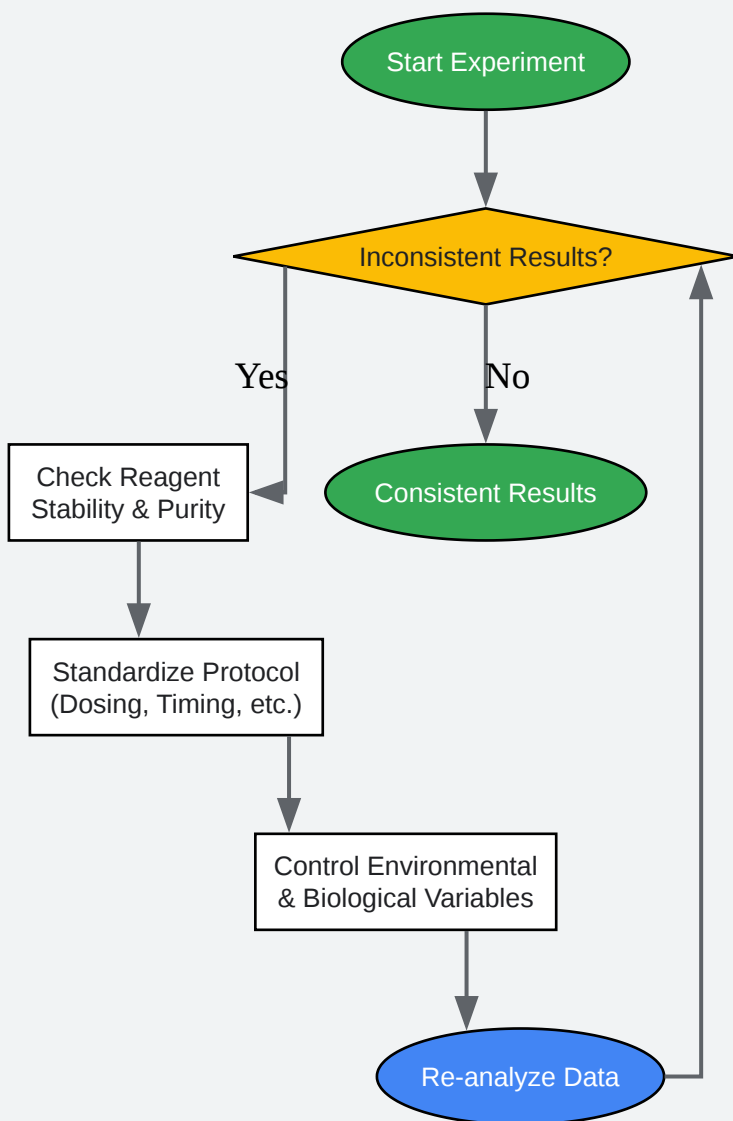 Start Experiment
Inconsistent Results?
Yes
No
Check Reagent
Stability & Purity
Consistent Results
Standardize Protocol
(Dosing, Timing, etc.)
Control Environmental
& Biological Variables
Re-analyze Data